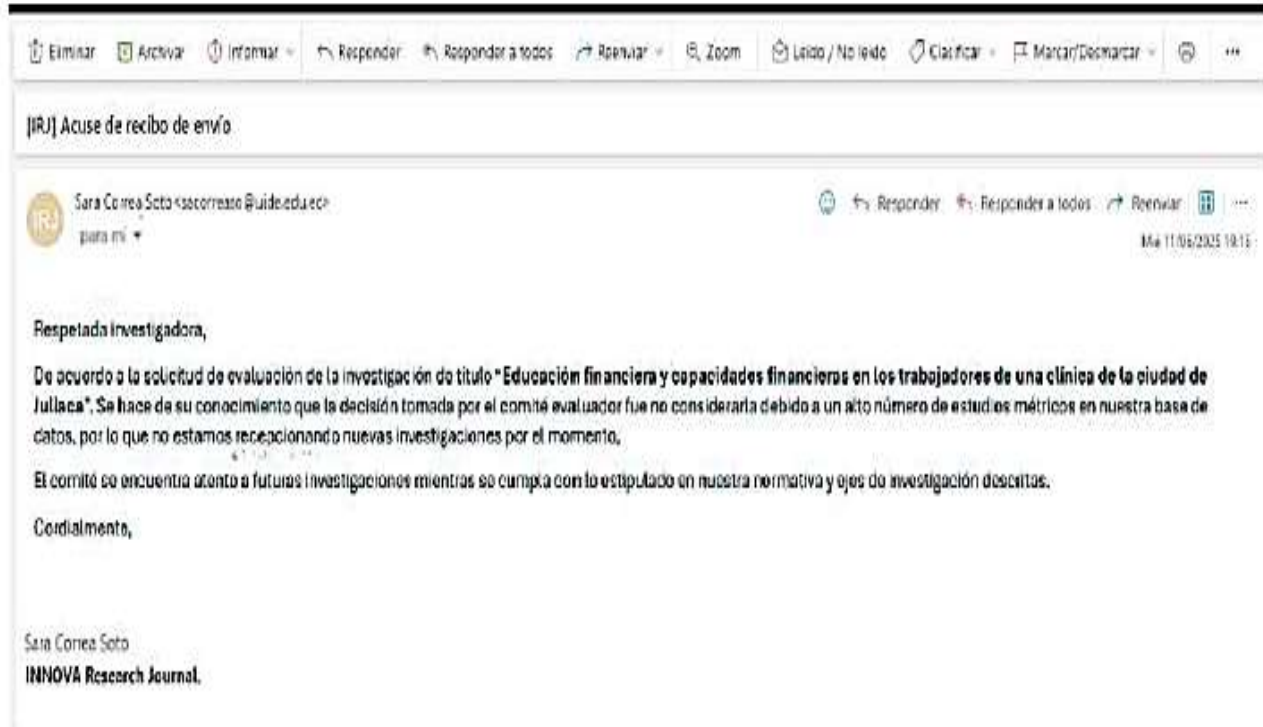 Eliminar Archivar Informar Responder Responder a todos Reenviar Zoom Leído / No leído Clasificar Marcar/Desmarcar ...
[IRJ] Acuse de recibo de envío
IRJ
Sara Correa Soto
Responder Responder a todos Reenviar ...
para mí
Respetada investigadora,
De acuerdo a la solicitud de evaluación de la investigación de titulo "Educación financiera y capacidades financieras en los trabajadores de una clínica de la ciudad de
Juliaca". Se hace de su conocimiento que la decisión tomada por el comité evaluador fue no considerarla debido a un alto número de estudios métricos en nuestra base de
datos, por lo que no estamos recepcionando nuevas investigaciones por el momento.
El comité se encuentra atento a futuras investigaciones mientras se cumpla con lo estipulado en nuestra normativa y ejes de investigación descritas.
Cordialmente,
Sara Correa Soto
INNOVA Research Journal.